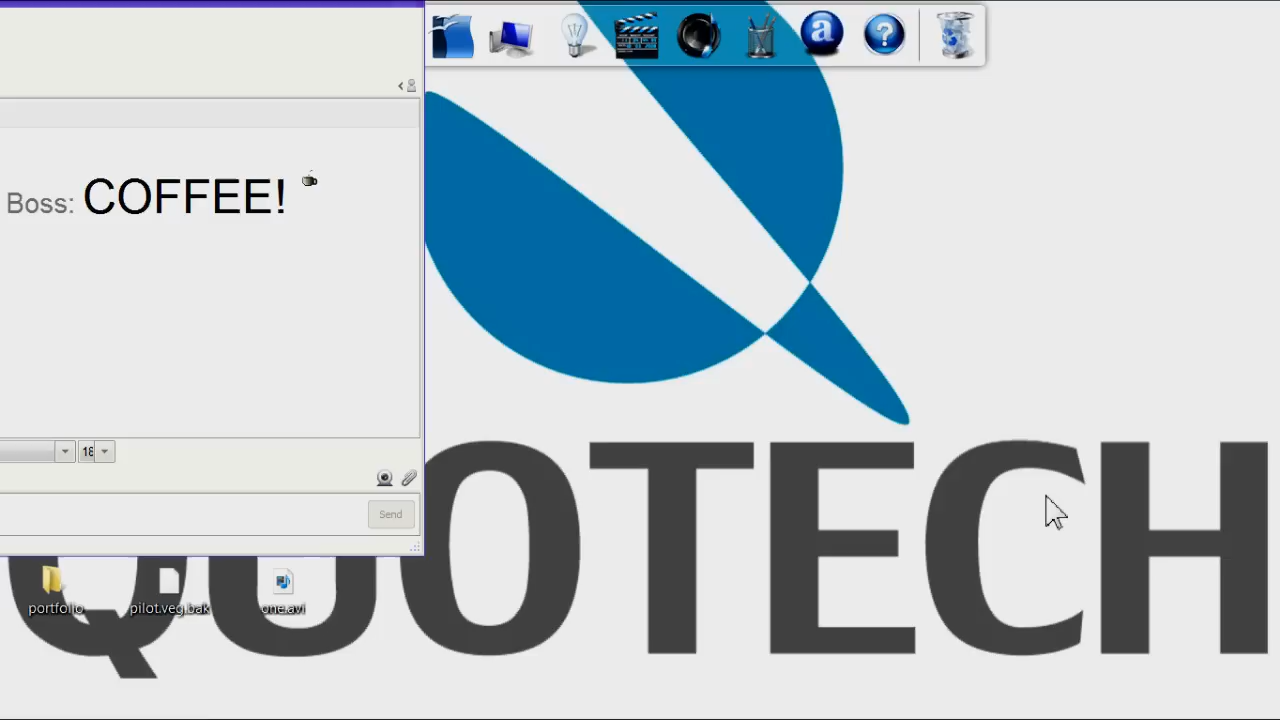 a
?
Boss: COFFEE!
18
Send
QUOTECH
portfolio
pilot.veg.bak
one.avi